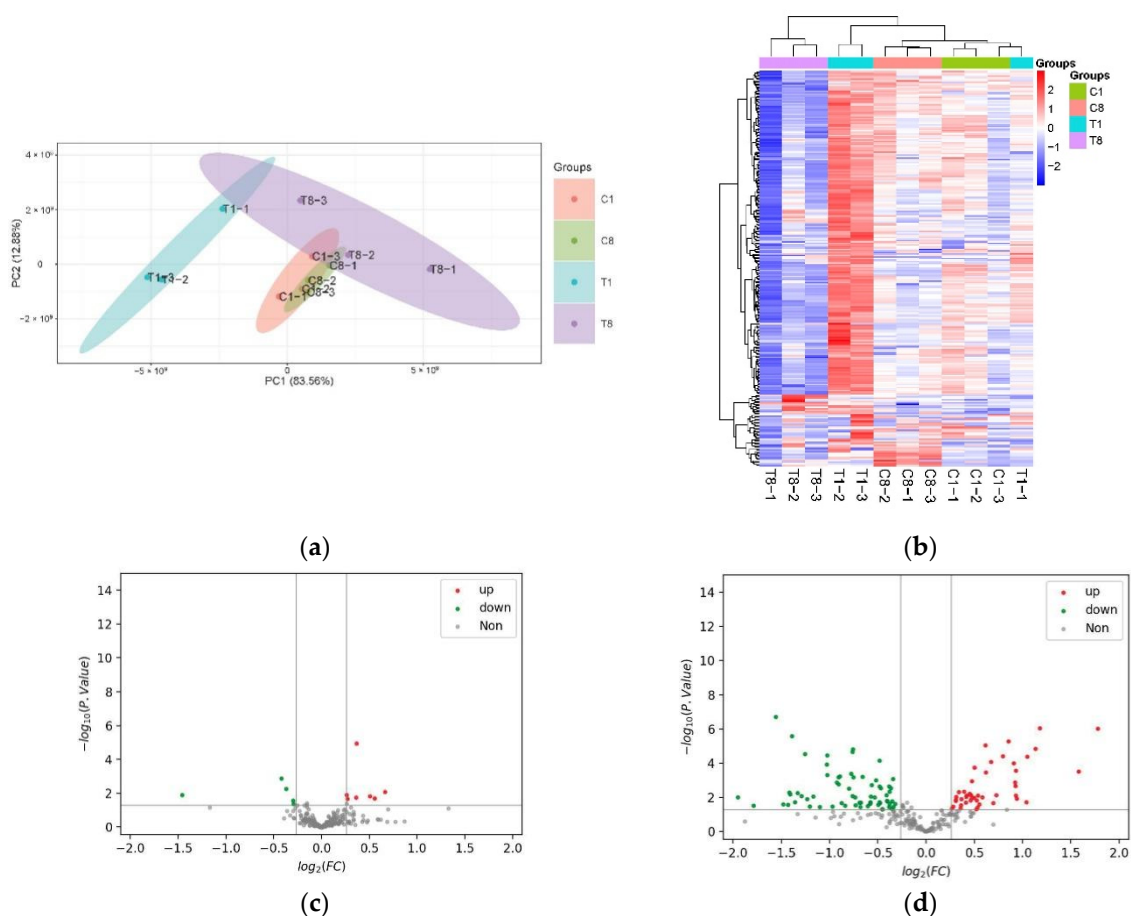 Groups
C1
C8
T1
T8
PC2 (12.88%)
2 × 10⁹
0
−2 × 10⁹
T1-1
T8-3
C1-3
T8-2
C8-1
T8-1
C8-2
C8-3
C1-1
−5 × 10⁹
0
5 × 10⁹
PC1 (83.56%)
(a)
Groups
2
1
0
−1
−2
Groups
C1
C8
T1
T8
T8-1
T8-2
T8-3
T1-2
T1-3
C8-2
C8-1
C8-3
C1-1
C1-2
C1-3
T1-1
(b)
14
12
10
8
6
4
2
0
−log10(P.Value)
up
down
Non
−2.0 −1.5 −1.0 −0.5 0.0 0.5 1.0 1.5 2.0
log2(FC)
(c)
14
12
10
8
6
4
2
0
−log10(P.Value)
up
down
Non
−2.0 −1.5 −1.0 −0.5 0.0 0.5 1.0 1.5 2.0
log2(FC)
(d)